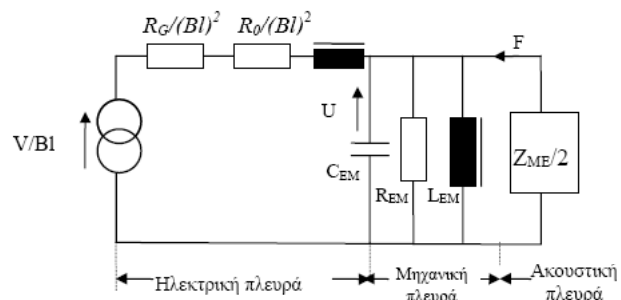 R_G/(Bl)^2 R_0/(Bl)^2
F
U
V/Bl
C_EM
R_EM
L_EM
Z_ME/2
Ηλεκτρική πλευρά
Μηχανική
πλευρά
Ακουστική
πλευρά